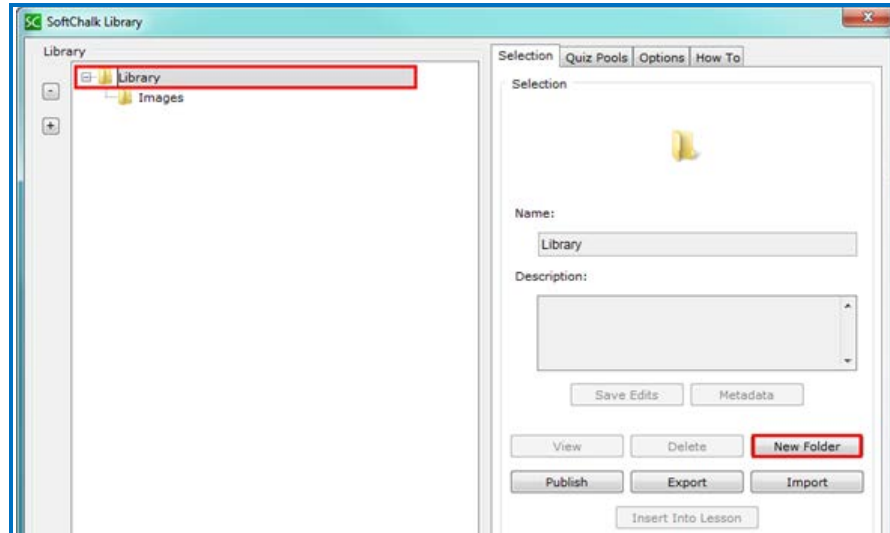 SC SoftChalk Library
Library
Library
Images
-
+
Selection Quiz Pools Options How To
Selection
Name:
Library
Description:
Save Edits Metadata
View Delete New Folder
Publish Export Import
Insert Into Lesson